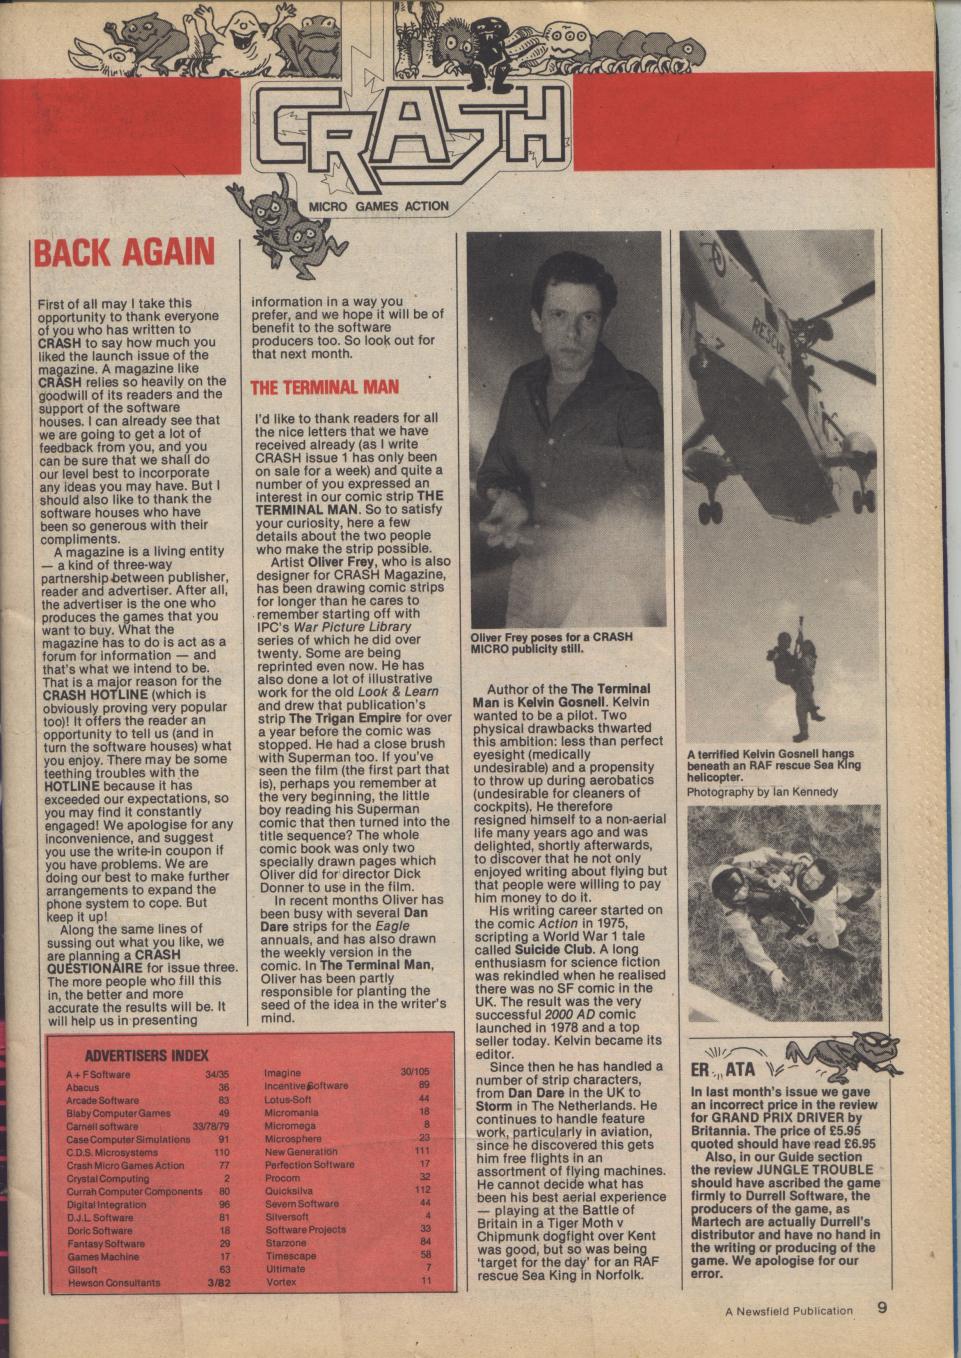 CRASH
MICRO GAMES ACTION
BACK AGAIN
First of all may I take this
opportunity to thank everyone
of you who has written to
CRASH to say how much you
liked the launch issue of the
magazine. A magazine like
CRASH relies so heavily on the
goodwill of its readers and the
support of the software
houses. I can already see that
we are going to get a lot of
feedback from you, and you
can be sure that we shall do
our level best to incorporate
any ideas you may have. But I
should also like to thank the
software houses who have
been so generous with their
compliments.
A magazine is a living entity
— a kind of three-way
partnership between publisher,
reader and advertiser. After all,
the advertiser is the one who
produces the games that you
want to buy. What the
magazine has to do is act as a
forum for information — and
that's what we intend to be.
That is a major reason for the
CRASH HOTLINE (which is
obviously proving very popular
too)! It offers the reader an
opportunity to tell us (and in
turn the software houses) what
you enjoy. There may be some
teething troubles with the
HOTLINE because it has
exceeded our expectations, so
you may find it constantly
engaged! We apologise for any
inconvenience, and suggest
you use the write-in coupon if
you have problems. We are
doing our best to make further
arrangements to expand the
phone system to cope. But
keep it up!
Along the same lines of
sussing out what you like, we
are planning a CRASH
QUESTIONAIRE for issue three.
The more people who fill this
in, the better and more
accurate the results will be. It
will help us in presenting
information in a way you
prefer, and we hope it will be of
benefit to the software
producers too. So look out for
that next month.
THE TERMINAL MAN
I'd like to thank readers for all
the nice letters that we have
received already (as I write
CRASH issue 1 has only been
on sale for a week) and quite a
number of you expressed an
interest in our comic strip THE
TERMINAL MAN. So to satisfy
your curiosity, here a few
details about the two people
who make the strip possible.
Artist Oliver Frey, who is also
designer for CRASH Magazine,
has been drawing comic strips
for longer than he cares to
remember starting off with
IPC's War Picture Library
series of which he did over
twenty. Some are being
reprinted even now. He has
also done a lot of illustrative
work for the old Look & Learn
and drew that publication's
strip The Trigan Empire for over
a year before the comic was
stopped. He had a close brush
with Superman too. If you've
seen the film (the first part that
is), perhaps you remember at
the very beginning, the little
boy reading his Superman
comic that then turned into the
title sequence? The whole
comic book was only two
specially drawn pages which
Oliver did for director Dick
Donner to use in the film.
In recent months Oliver has
been busy with several Dan
Dare strips for the Eagle
annuals, and has also drawn
the weekly version in the
comic. In The Terminal Man,
Oliver has been partly
responsible for planting the
seed of the idea in the writer's
mind.
Oliver Frey poses for a CRASH
MICRO publicity still.
Author of the The Terminal
Man is Kelvin Gosnell. Kelvin
wanted to be a pilot. Two
physical drawbacks thwarted
this ambition: less than perfect
eyesight (medically
undesirable) and a propensity
to throw up during aerobatics
(undesirable for cleaners of
cockpits). He therefore
resigned himself to a non-aerial
life many years ago and was
delighted, shortly afterwards,
to discover that he not only
enjoyed writing about flying but
that people were willing to pay
him money to do it.
His writing career started on
the comic Action in 1975,
scripting a World War 1 tale
called Suicide Club. A long
enthusiasm for science fiction
was rekindled when he realised
there was no SF comic in the
UK. The result was the very
successful 2000 AD comic
launched in 1978 and a top
seller today. Kelvin became its
editor.
Since then he has handled a
number of strip characters,
from Dan Dare in the UK to
Storm in The Netherlands. He
continues to handle feature
work, particularly in aviation,
since he discovered this gets
him free flights in an
assortment of flying machines.
He cannot decide what has
been his best aerial experience
— playing at the Battle of
Britain in a Tiger Moth v
Chipmunk dogfight over Kent
was good, but so was being
'target for the day' for an RAF
rescue Sea King in Norfolk.
RESCUE
A terrified Kelvin Gosnell hangs
beneath an RAF rescue Sea King
helicopter.
Photography by Ian Kennedy
ER ATA
In last month's issue we gave
an incorrect price in the review
for GRAND PRIX DRIVER by
Britannia. The price of £5.95
quoted should have read £6.95
Also, in our Guide section
the review JUNGLE TROUBLE
should have ascribed the game
firmly to Durrell Software, the
producers of the game, as
Martech are actually Durrell's
distributor and have no hand in
the writing or producing of the
game. We apologise for our
error.
ADVERTISERS INDEX
A + F Software 34/35
Abacus 36
Arcade Software 83
Blaby Computer Games 49
Carnell software 33/78/79
Case Computer Simulations 91
C.D.S. Microsystems 110
Crash Micro Games Action 77
Crystal Computing 2
Currah Computer Components 80
Digital Integration 96
D.J.L. Software 81
Doric Software 18
Fantasy Software 29
Games Machine 17
Gilsoft 63
Hewson Consultants 3/82
Imagine 30/105
Incentive Software 89
Lotus-Soft 44
Micromania 18
Micromega 8
Microsphere 23
New Generation 111
Perfection Software 17
Procom 32
Quicksilva 112
Severn Software 44
Silversoft 4
Software Projects 33
Starzone 84
Timescape 58
Ultimate 7
Vortex 11
A Newsfield Publication 9